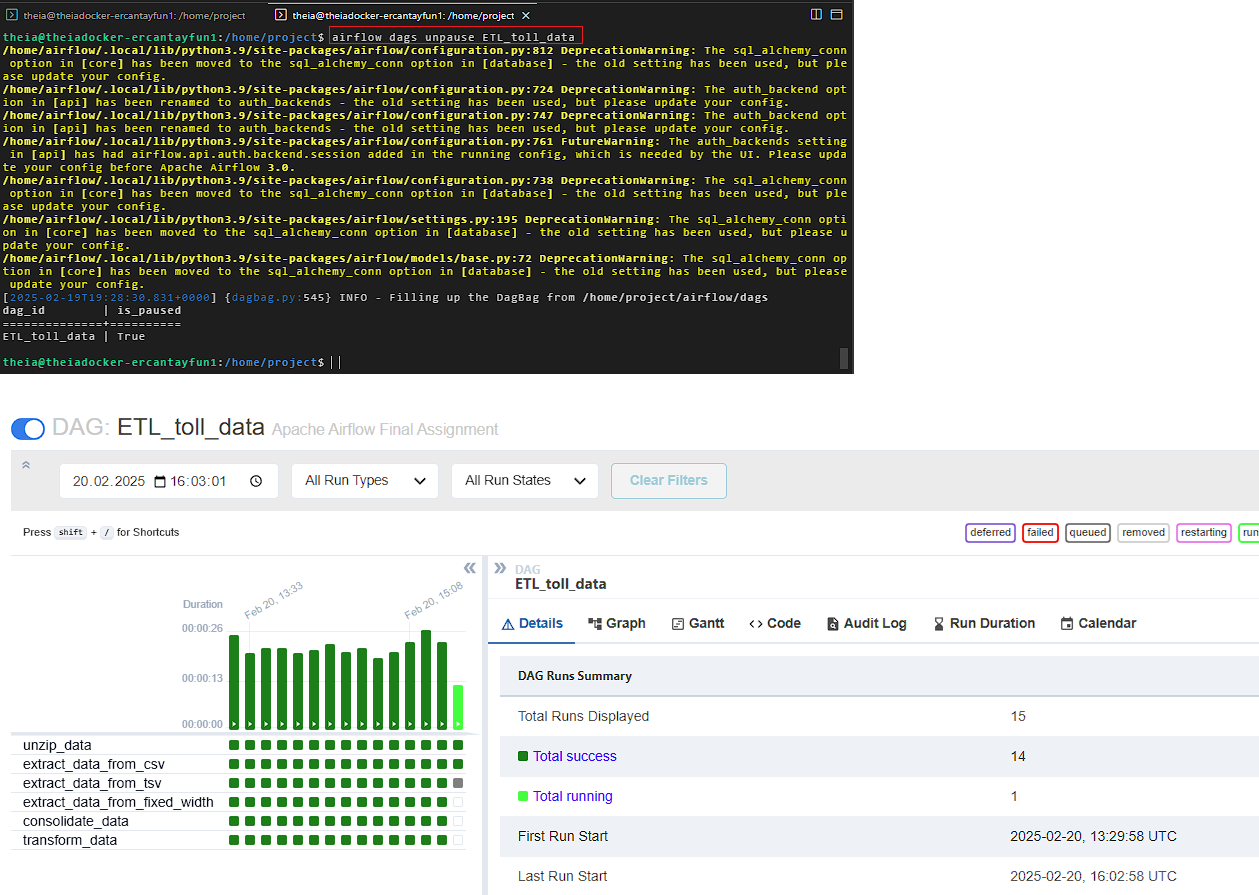 theia@theiadocker-ercantayfun1: /home/project
theia@theiadocker-ercantayfun1: /home/project
theia@theiadocker-ercantayfun1:/home/project$ airflow dags unpause ETL_toll_data
/home/airflow/.local/lib/python3.9/site-packages/airflow/configuration.py:812 DeprecationWarning: The sql_alchemy_conn
option in [core] has been moved to the sql_alchemy_conn option in [database] - the old setting has been used, but ple
ase update your config.
/home/airflow/.local/lib/python3.9/site-packages/airflow/configuration.py:724 DeprecationWarning: The auth_backend opt
ion in [api] has been renamed to auth_backends - the old setting has been used, but please update your config.
/home/airflow/.local/lib/python3.9/site-packages/airflow/configuration.py:747 DeprecationWarning: The auth_backend opt
ion in [api] has been renamed to auth_backends - the old setting has been used, but please update your config.
/home/airflow/.local/lib/python3.9/site-packages/airflow/configuration.py:761 FutureWarning: The auth_backends setting
in [api] has had airflow.api.auth.backend.session added in the running config, which is needed by the UI. Please upda
te your config before Apache Airflow 3.0.
/home/airflow/.local/lib/python3.9/site-packages/airflow/configuration.py:738 DeprecationWarning: The sql_alchemy_conn
option in [core] has been moved to the sql_alchemy_conn option in [database] - the old setting has been used, but ple
ase update your config.
/home/airflow/.local/lib/python3.9/site-packages/airflow/settings.py:195 DeprecationWarning: The sql_alchemy_conn opti
on in [core] has been moved to the sql_alchemy_conn option in [database] - the old setting has been used, but please u
pdate your config.
/home/airflow/.local/lib/python3.9/site-packages/airflow/models/base.py:72 DeprecationWarning: The sql_alchemy_conn op
tion in [core] has been moved to the sql_alchemy_conn option in [database] - the old setting has been used, but please
update your config.
[2025-02-19T19:28:30.831+0000] {dagbag.py:545} INFO - Filling up the DagBag from /home/project/airflow/dags
dag_id | is_paused
==============+==========
ETL_toll_data | True
theia@theiadocker-ercantayfun1:/home/project$
DAG: ETL_toll_data Apache Airflow Final Assignment
20.02.2025 16:03:01 All Run Types All Run States Clear Filters
Press shift + / for Shortcuts
deferred failed queued removed restarting run
Feb 20, 13:33 Feb 20, 15:08
Duration
00:00:26
00:00:13
00:00:00
unzip_data
extract_data_from_csv
extract_data_from_tsv
extract_data_from_fixed_width
consolidate_data
transform_data
DAG
ETL_toll_data
Details Graph Gantt Code Audit Log Run Duration Calendar
DAG Runs Summary
Total Runs Displayed 15
Total success 14
Total running 1
First Run Start 2025-02-20, 13:29:58 UTC
Last Run Start 2025-02-20, 16:02:58 UTC